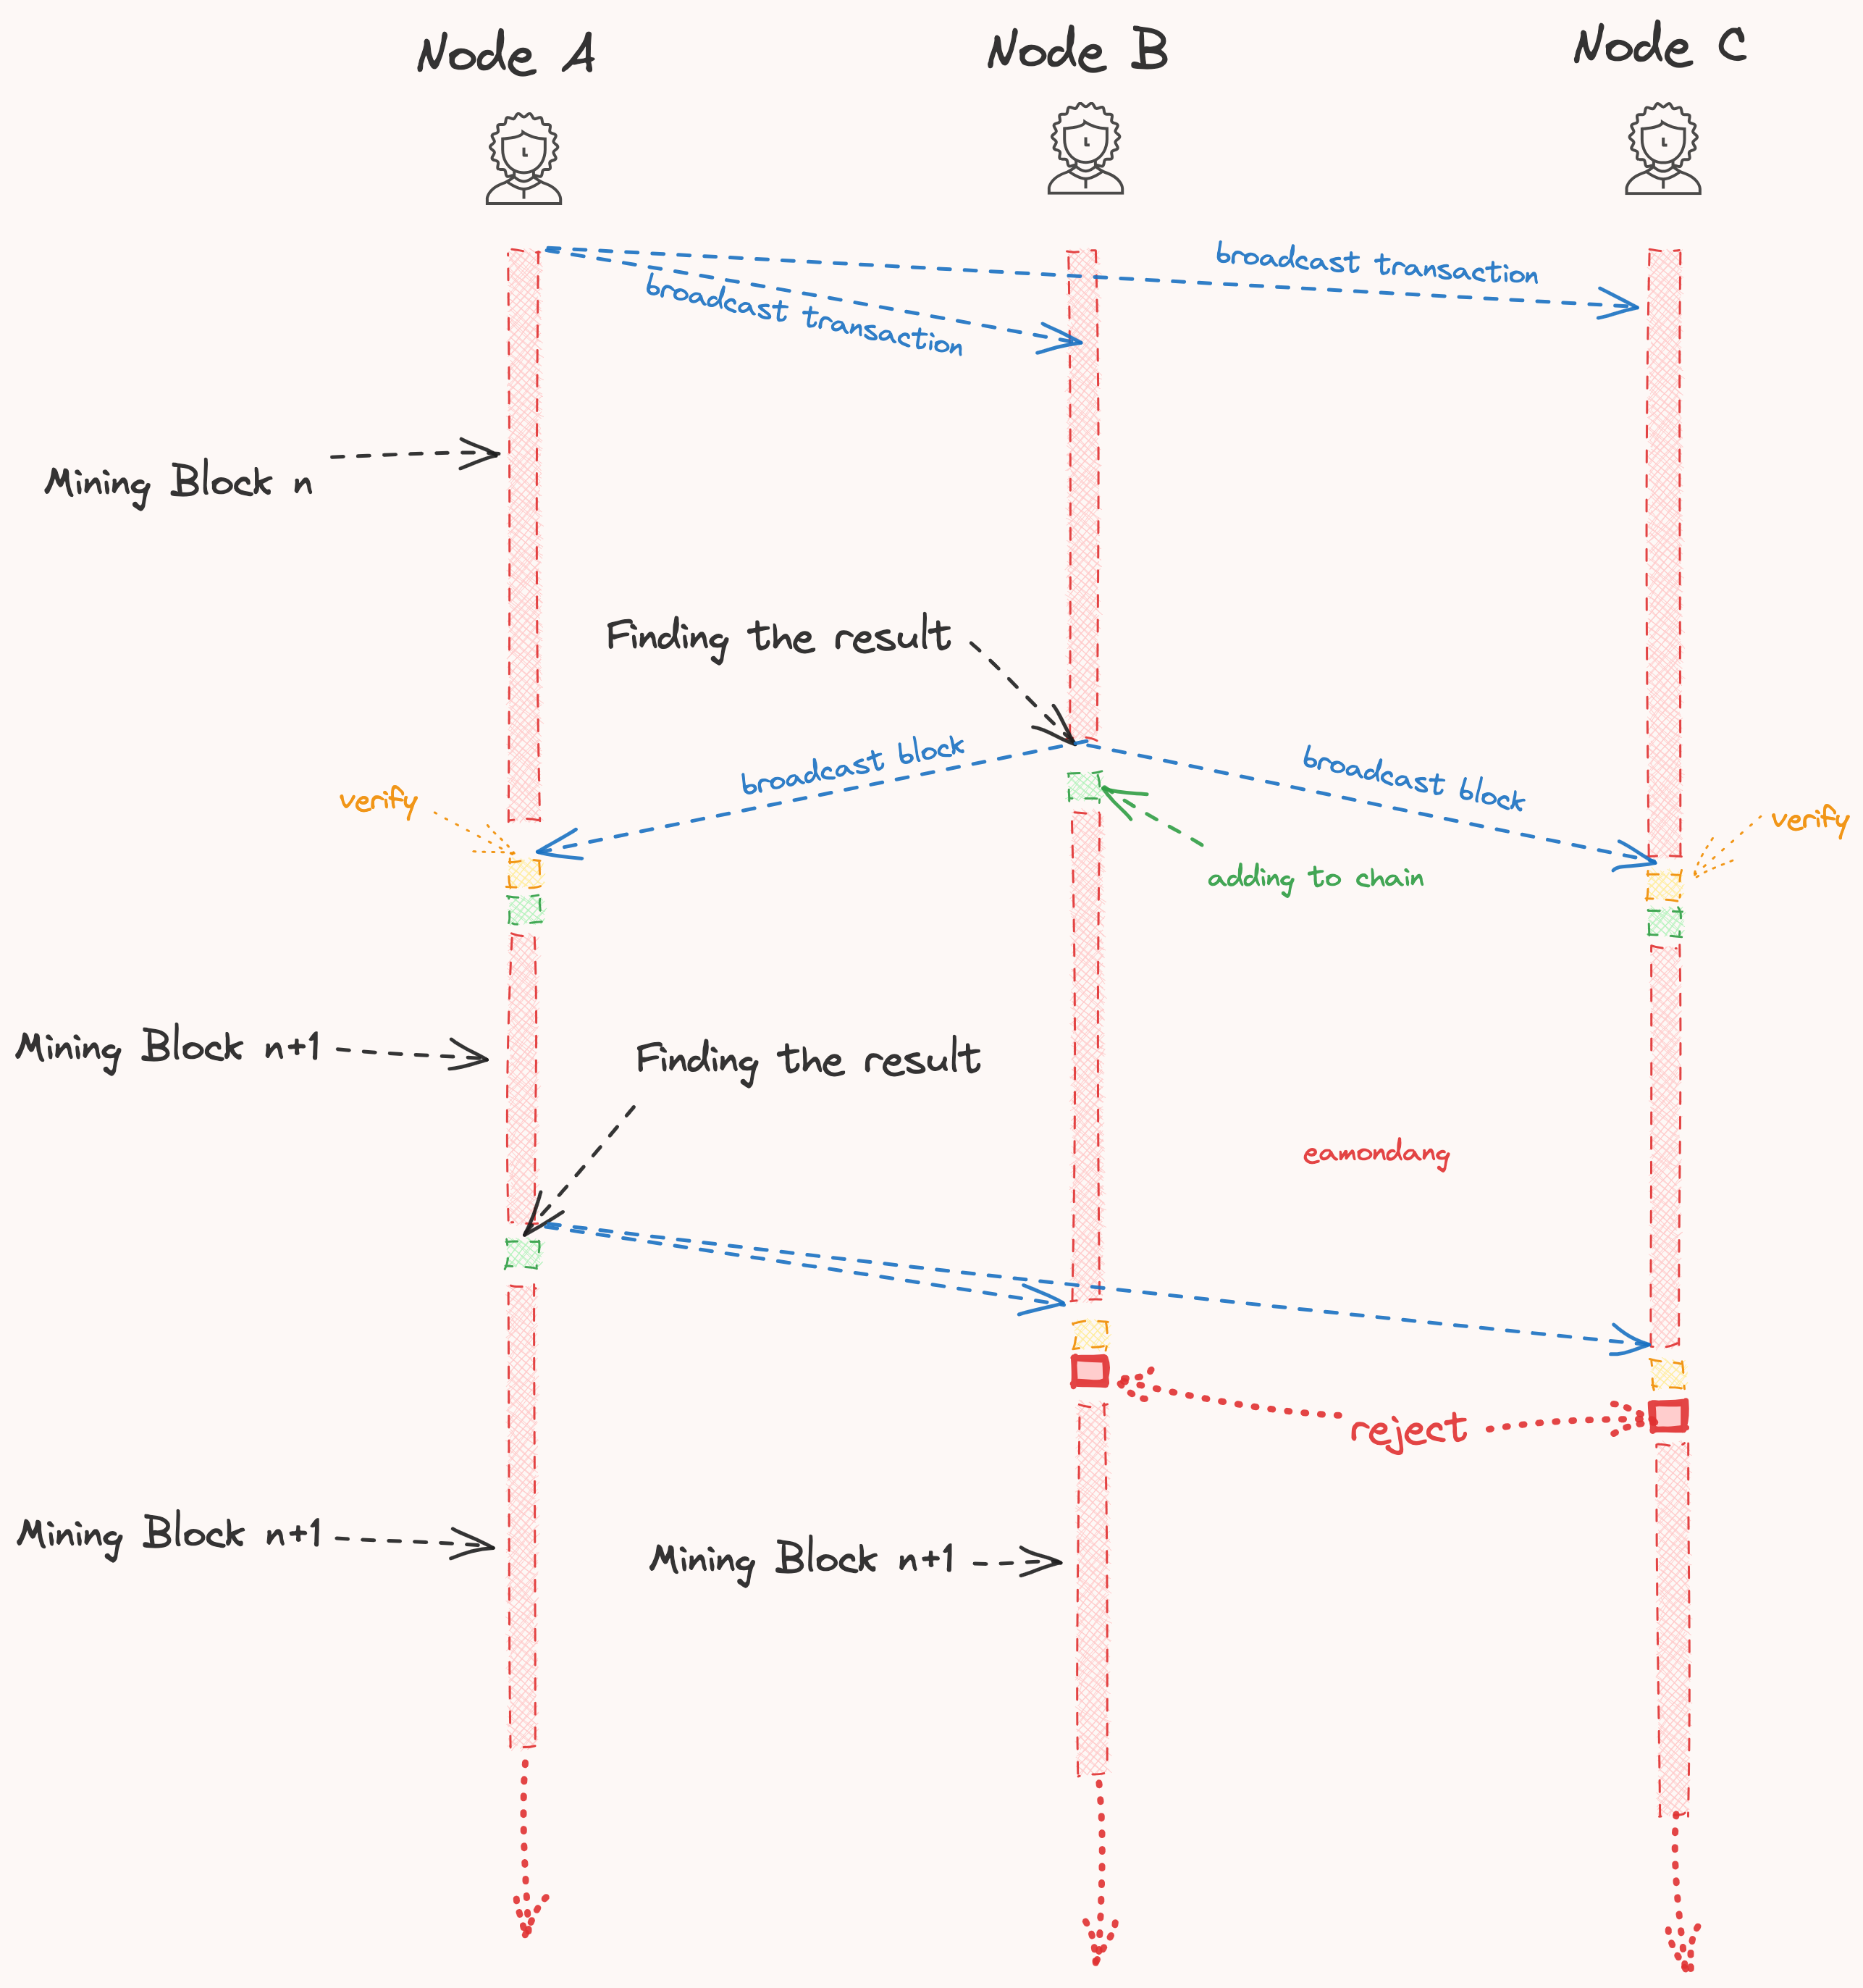 Node A
Node B
Node C
broadcast transaction
broadcast transaction
Mining Block n
Finding the result
broadcast block
broadcast block
verify
verify
adding to chain
Mining Block n+1
Finding the result
eamondang
reject
Mining Block n+1
Mining Block n+1